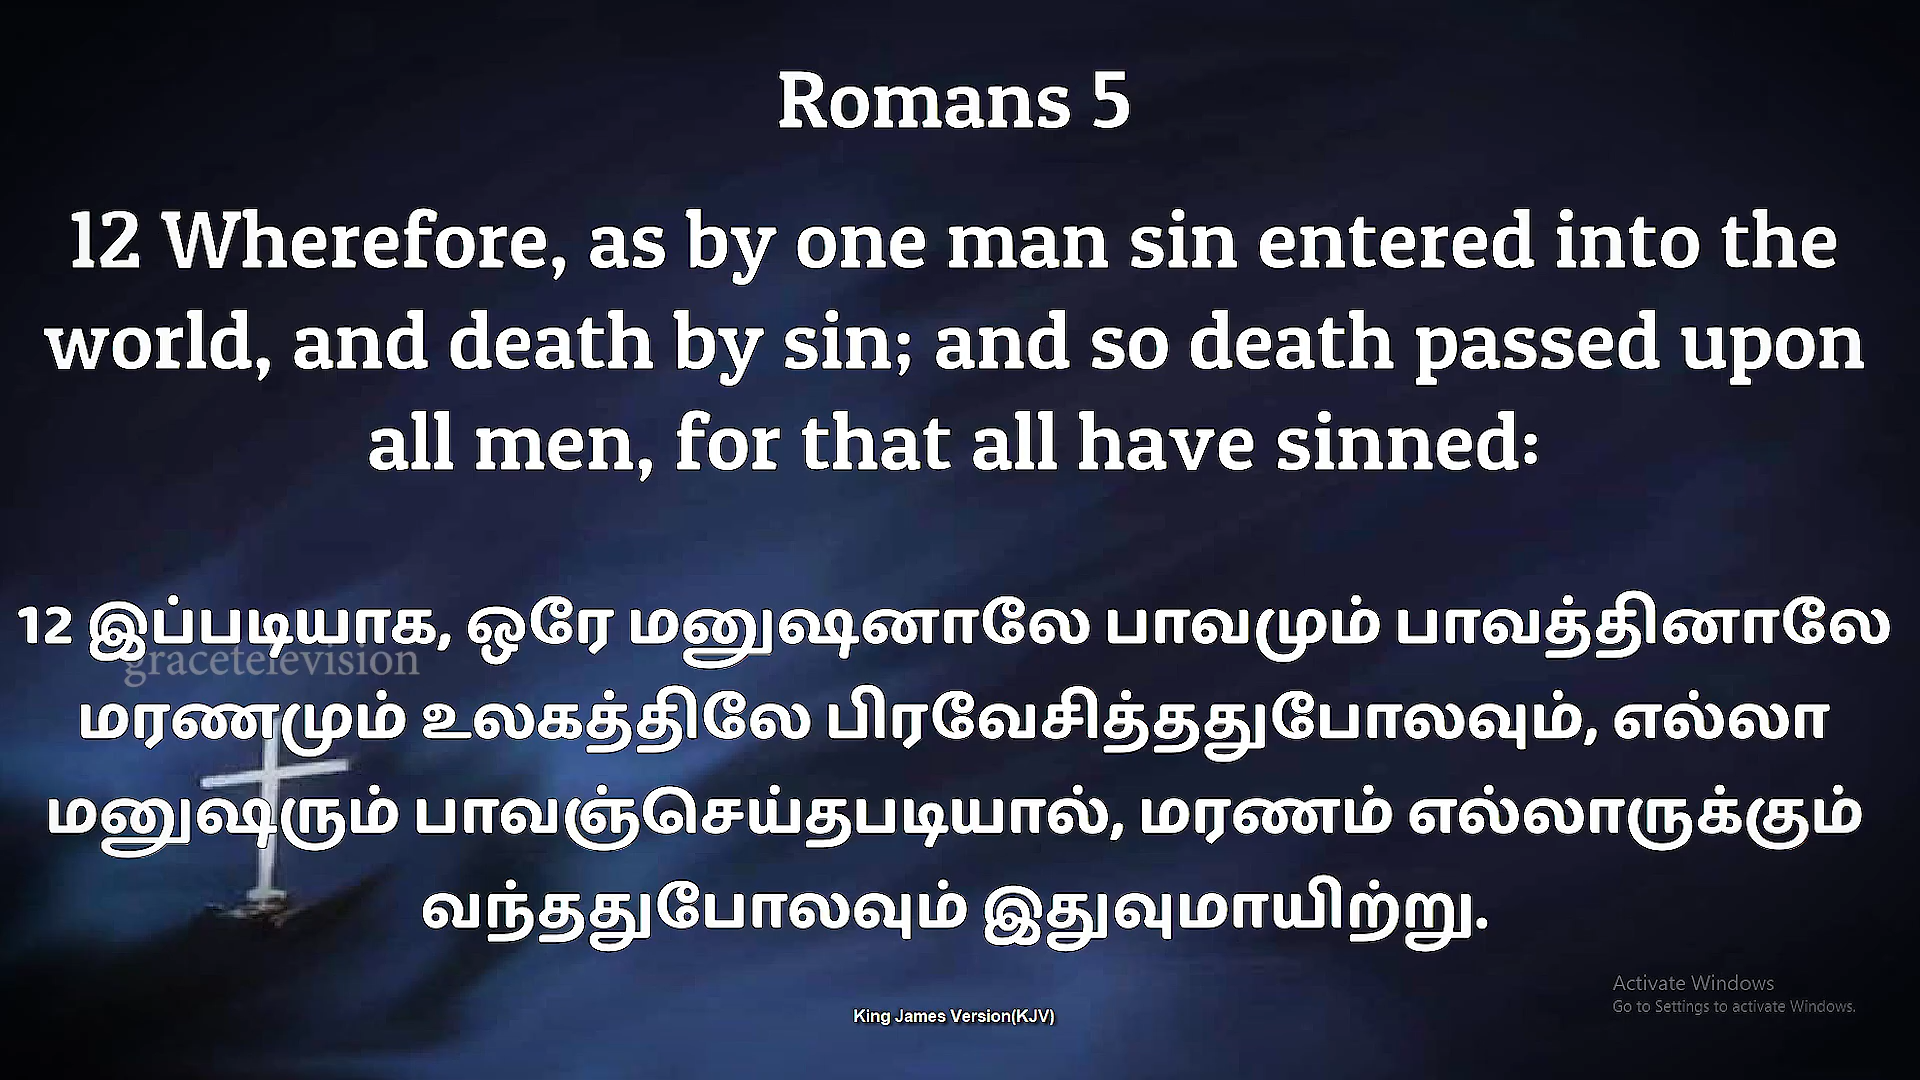 Romans 5
12 Wherefore, as by one man sin entered into the
world, and death by sin; and so death passed upon
all men, for that all have sinned:
12 இப்படியாக, ஒரே மனுஷனாலே பாவமும் பாவத்தினாலே
gracetelevision
மரணமும் உலகத்திலே பிரவேசித்ததுபோலவும், எல்லா
மனுஷரும் பாவஞ்செய்தபடியால், மரணம் எல்லாருக்கும்
வந்ததுபோலவும் இதுவுமாயிற்று.
Activate Windows
Go to Settings to activate Windows.
King James Version(KJV)